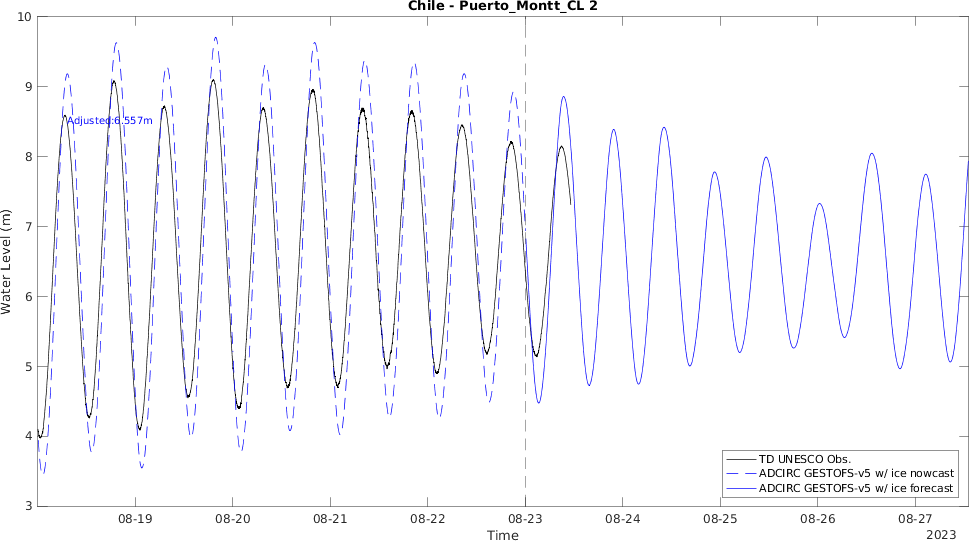 Chile - Puerto_Montt_CL 2
10
9
8
7
6
5
4
3
Water Level (m)
Adjusted:6.557m
TD UNESCO Obs.
ADCIRC GESTOFS-v5 w/ ice nowcast
ADCIRC GESTOFS-v5 w/ ice forecast
08-19 08-20 08-21 08-22 08-23 08-24 08-25 08-26 08-27
Time
2023